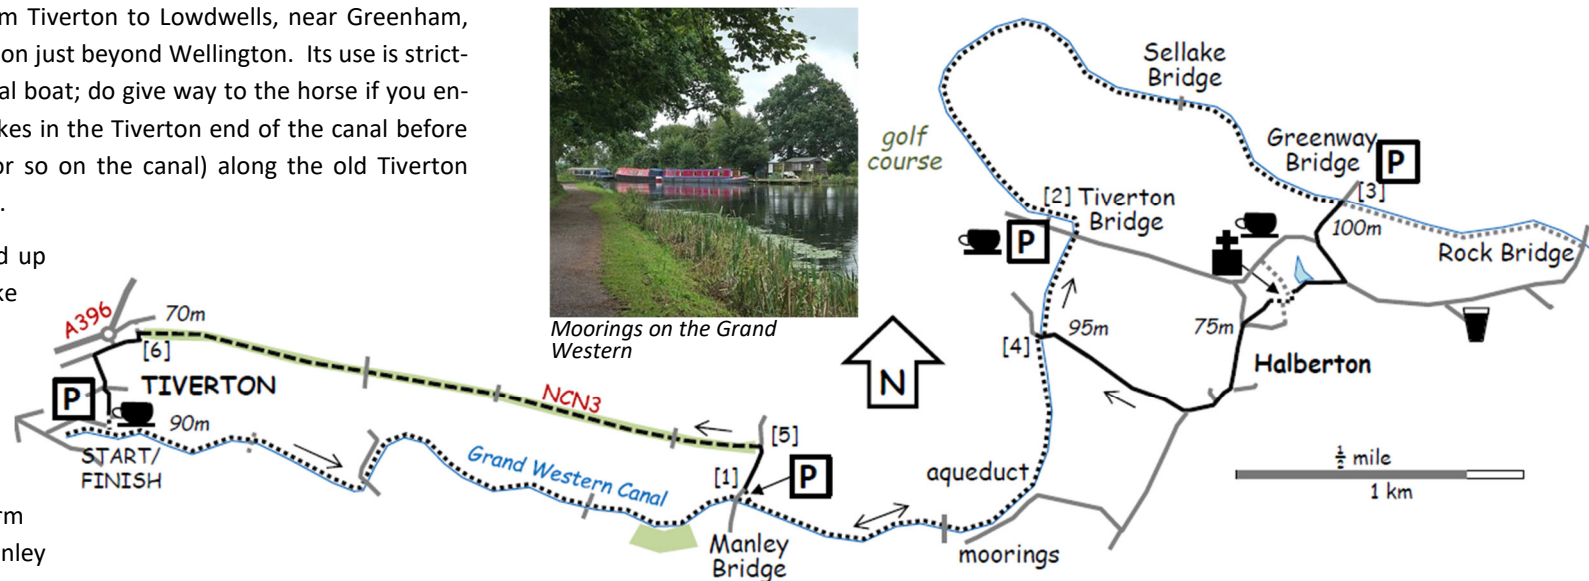 m Tiverton to Lowdwells, near Greenham,
on just beyond Wellington. Its use is strict-
al boat; do give way to the horse if you en-
kes in the Tiverton end of the canal before
or so on the canal) along the old Tiverton
.
d up
ke
rm
nley
Moorings on the Grand
Western
golf
course
Sellake
Bridge
Greenway
Bridge
P
[3]
100m
Rock Bridge
[2] Tiverton
Bridge
P
95m
[4]
75m
Halberton
N
A396
70m
[6]
P
TIVERTON
90m
START/
FINISH
NCN3
[5]
[1]
P
Grand Western Canal
Manley
Bridge
aqueduct
moorings
½ mile
1 km